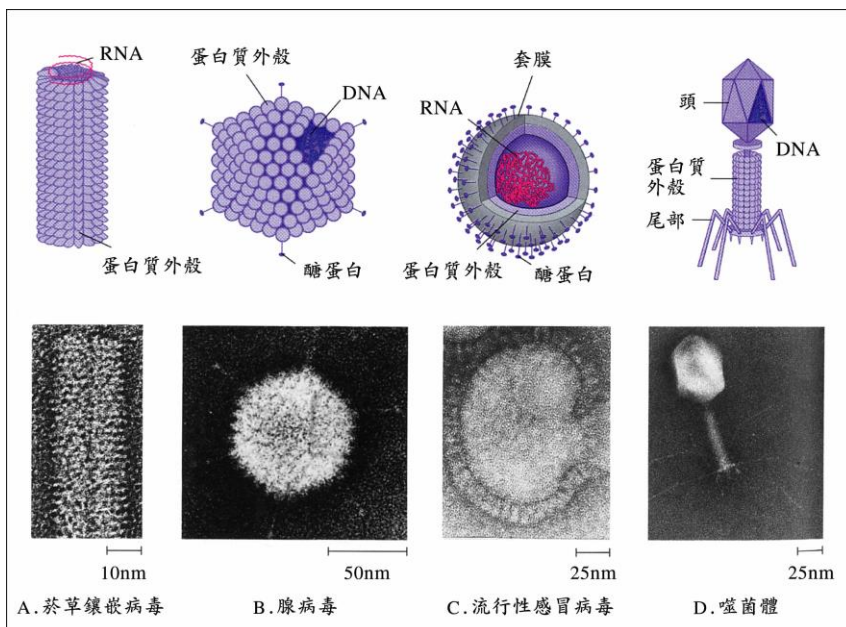 RNA
蛋白質外殼
蛋白質外殼
DNA
醣蛋白
套膜
RNA
蛋白質外殼
醣蛋白
頭
DNA
蛋白質
外殼
尾部
10nm
50nm
25nm
25nm
A.菸草鑲嵌病毒
B.腺病毒
C.流行性感冒病毒
D.噬菌體